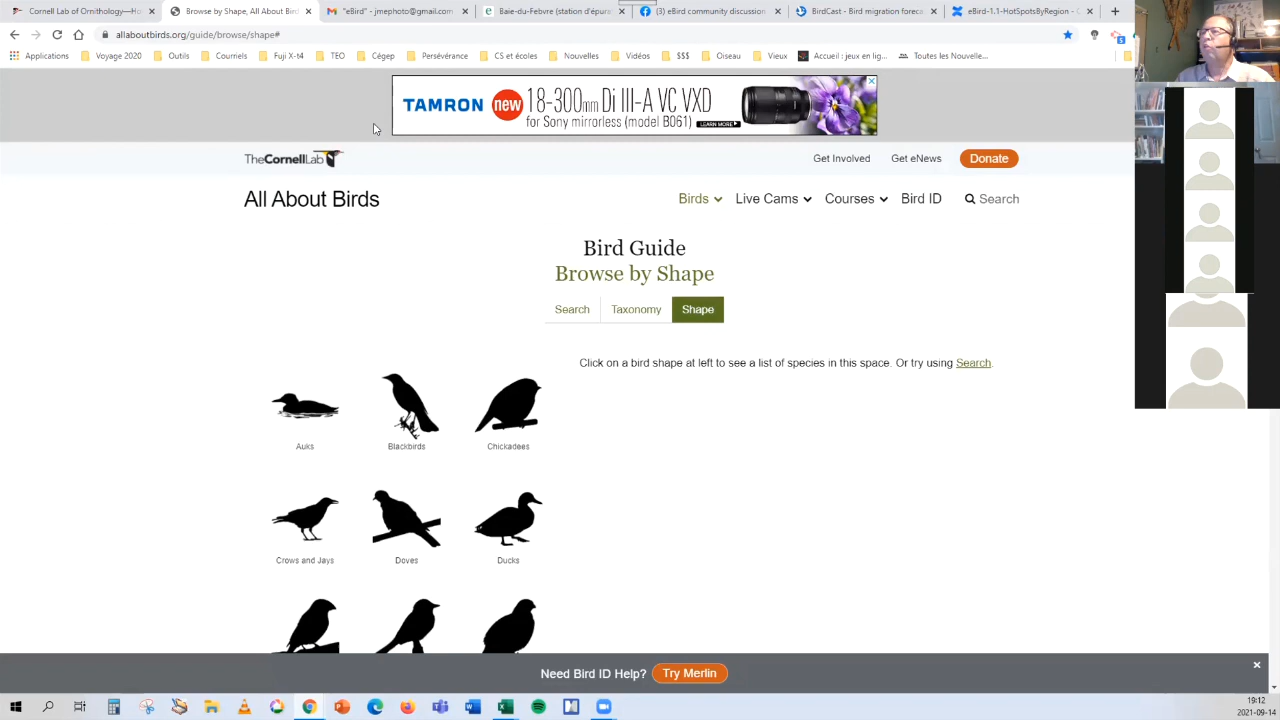 Cornell Lab of Ornithology—Ho
Browse by Shape, All About Birds
"eBird" - jmephoto@gmail.com
Baie-du-Febvre (station d'épura
(3) eBird community discussion
BirdCast - Bird migration foreca
eBird-1.1-HotSpotsByRegion -
allaboutbirds.org/guide/browse/shape#
Applications
Voyage 2020
Outils
Cournels
Fuji X-t4
TEO
Cégep
Persévérance
CS et écoles
Nouvelles
Vidéos
$$$
Oiseau
Vieux
Accueil : jeux en lig...
Toutes les Nouvelle...
TAMRON new 18-300mm Di III-A VC VXD
for Sony mirrorless (model B061) LEARN MORE
TheCornellLab
Get Involved
Get eNews
Donate
All About Birds
Birds
Live Cams
Courses
Bird ID
Search
Bird Guide
Browse by Shape
Search
Taxonomy
Shape
Click on a bird shape at left to see a list of species in this space. Or try using Search.
Auks
Blackbirds
Chickadees
Crows and Jays
Doves
Ducks
Need Bird ID Help? Try Merlin
19:12
2021-09-14